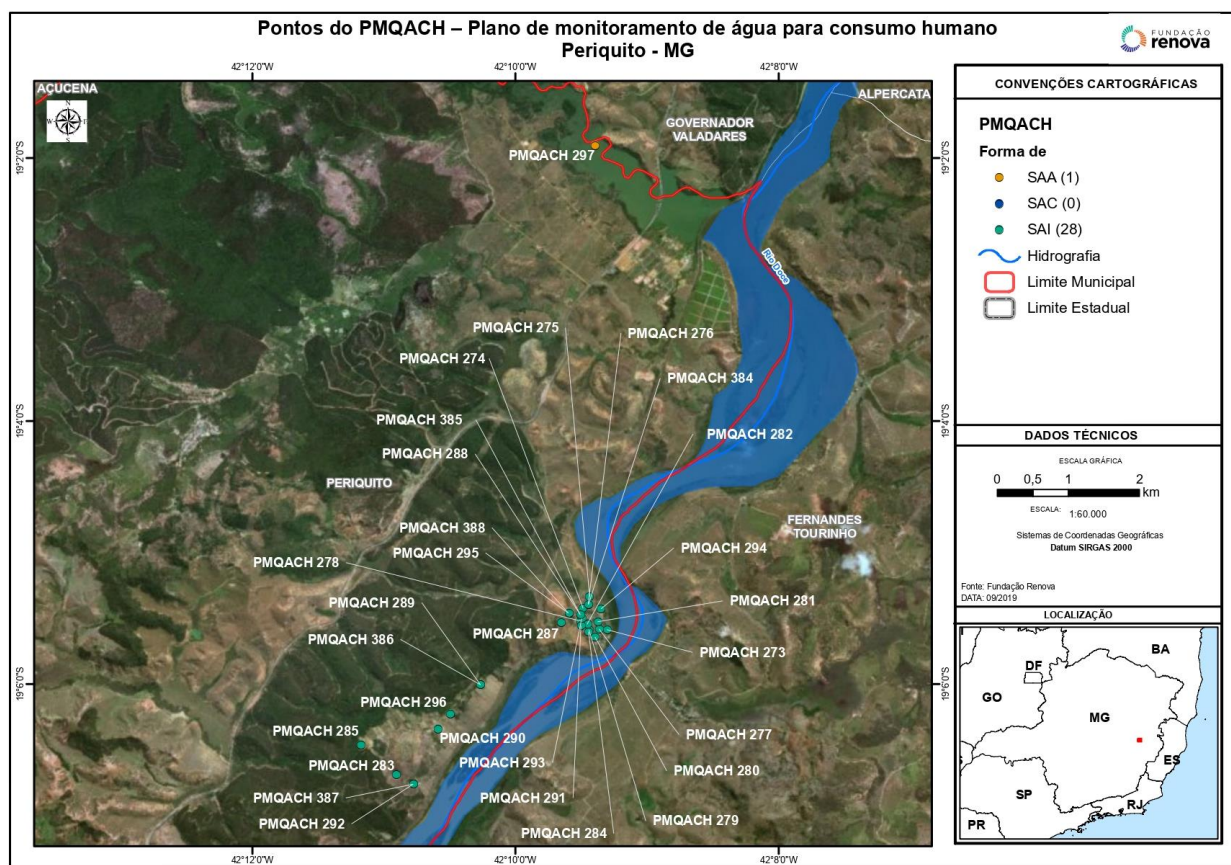 Pontos do PMQACH – Plano de monitoramento de água para consumo humano
Periquito - MG
FUNDAÇÃO
renova
42°12'0"W
42°10'0"W
42°8'0"W
AÇUCENA
N
W
E
S
ALPERCATA
GOVERNADOR
VALADARES
PMQACH 297
19°2'0"S
19°2'0"S
Rio Doce
PMQACH 275
PMQACH 276
PMQACH 274
PMQACH 384
PMQACH 385
PMQACH 282
19°4'0"S
19°4'0"S
PMQACH 288
PERIQUITO
PMQACH 388
FERNANDES
TOURINHO
PMQACH 295
PMQACH 294
PMQACH 278
PMQACH 289
PMQACH 281
PMQACH 287
PMQACH 386
PMQACH 273
19°6'0"S
19°6'0"S
PMQACH 296
PMQACH 285
PMQACH 290
PMQACH 277
PMQACH 283
PMQACH 293
PMQACH 280
PMQACH 387
PMQACH 291
PMQACH 292
PMQACH 279
PMQACH 284
42°12'0"W
42°10'0"W
42°8'0"W
CONVENÇÕES CARTOGRÁFICAS
PMQACH
Forma de
SAA (1)
SAC (0)
SAI (28)
Hidrografia
Limite Municipal
Limite Estadual
DADOS TÉCNICOS
ESCALA GRÁFICA
0 0,5 1 2
km
ESCALA: 1:60.000
Sistemas de Coordenadas Geográficas
Datum SIRGAS 2000
Fonte: Fundação Renova
DATA: 09/2019
LOCALIZAÇÃO
BA
DF
GO
MG
ES
SP
RJ
PR